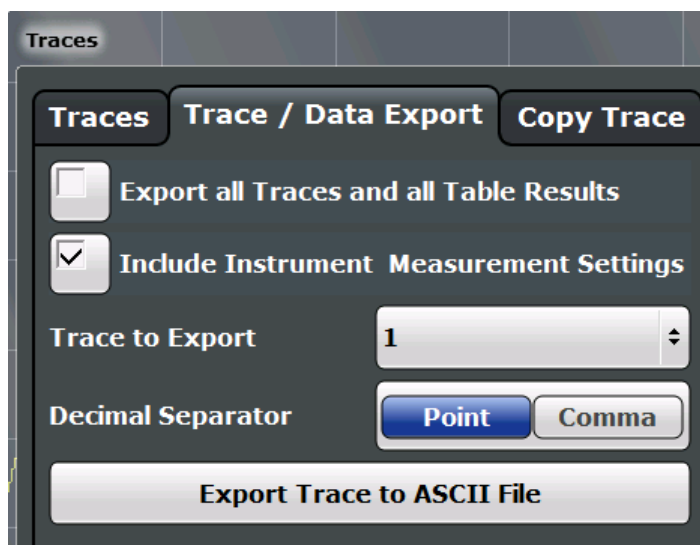 Traces
Traces Trace / Data Export Copy Trace
Export all Traces and all Table Results
Include Instrument Measurement Settings
Trace to Export 1
Decimal Separator Point Comma
Export Trace to ASCII File